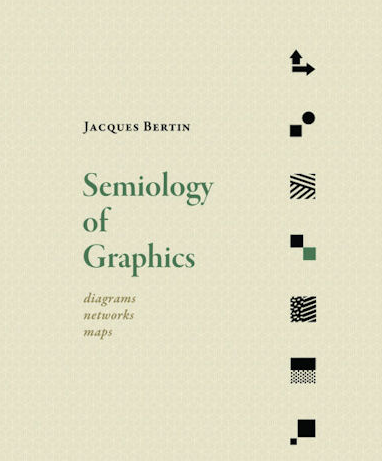 Jacques Bertin
Semiology
of
Graphics
diagrams
networks
maps